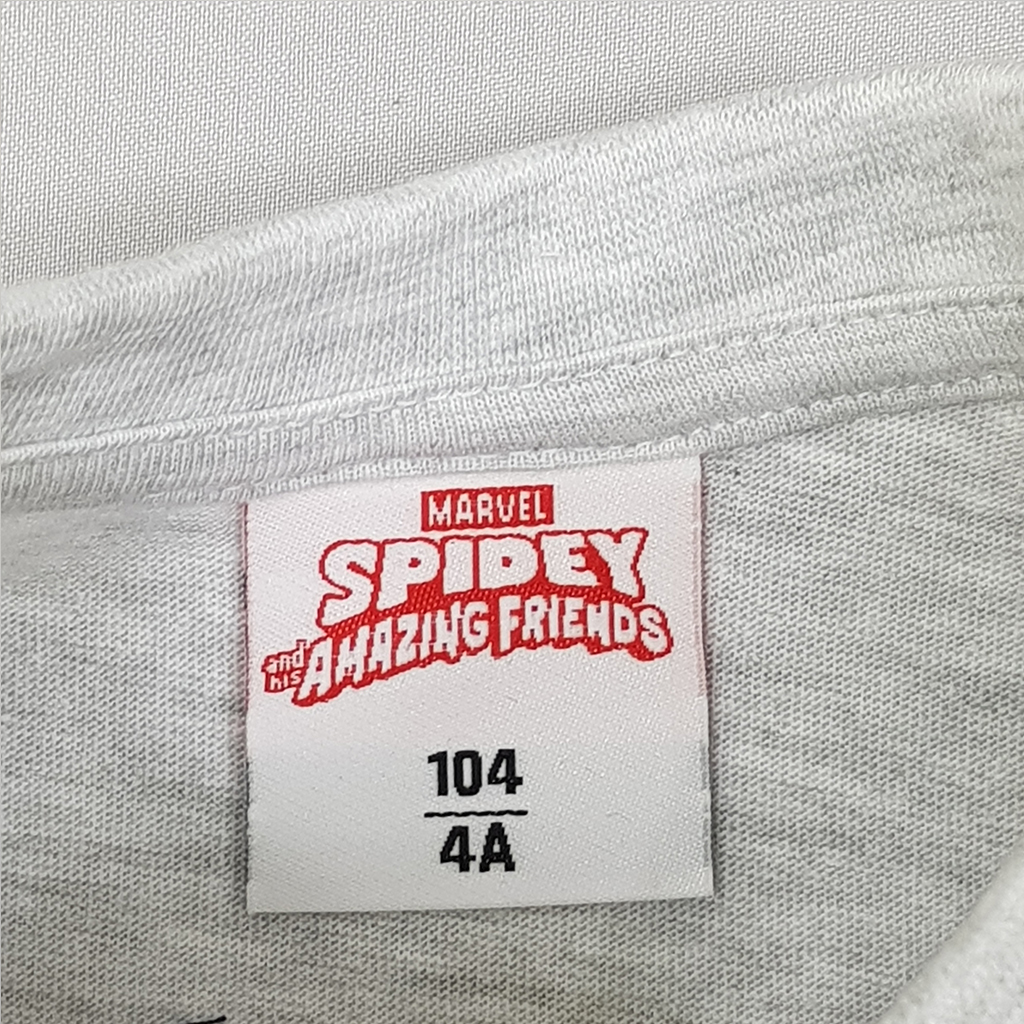 MARVEL
SPIDEY
and his AMAZING FRIENDS
104
4A